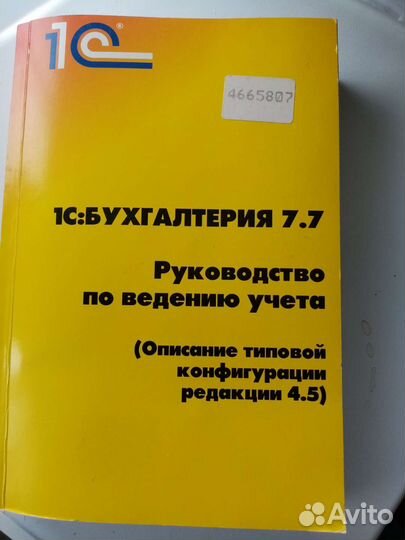 1С®
4665807
1С:БУХГАЛТЕРИЯ 7.7
Руководство
по ведению учета
(Описание типовой
конфигурации
редакции 4.5)
Avito